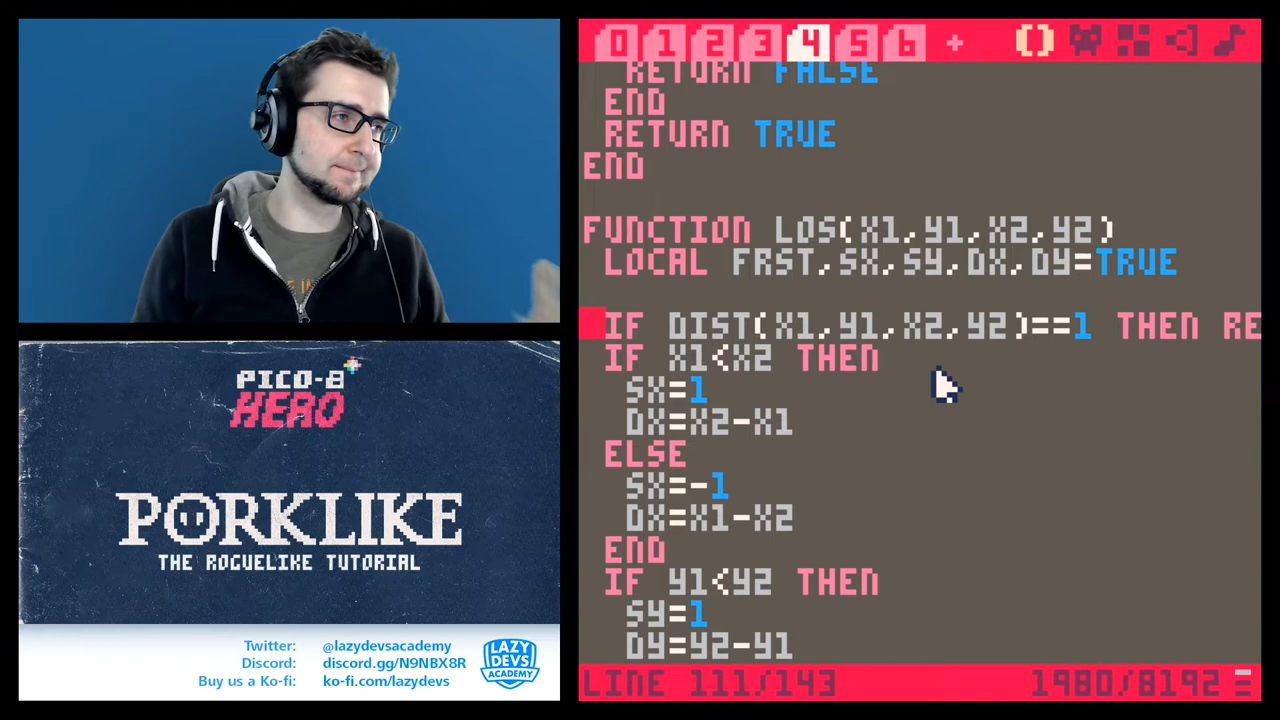 0 1 2 3 4 5 6 +
RETURN FALSE
END
RETURN TRUE
END
FUNCTION LOS(X1,Y1,X2,Y2)
LOCAL FRST,SX,SY,DX,DY=TRUE
IF DIST(X1,Y1,X2,Y2)==1 THEN RE
IF X1<X2 THEN
SX=1
DX=X2-X1
ELSE
SX=-1
DX=X1-X2
END
IF Y1<Y2 THEN
SY=1
DY=Y2-Y1
LINE 111/143 1980/8192
PICO-8
HERO
PORKLIKE
THE ROGUELIKE TUTORIAL
Twitter: @lazydevsacademy
Discord: discord.gg/N9NBX8R
Buy us a Ko-fi: ko-fi.com/lazydevs
LAZY
DEVS
ACADEMY